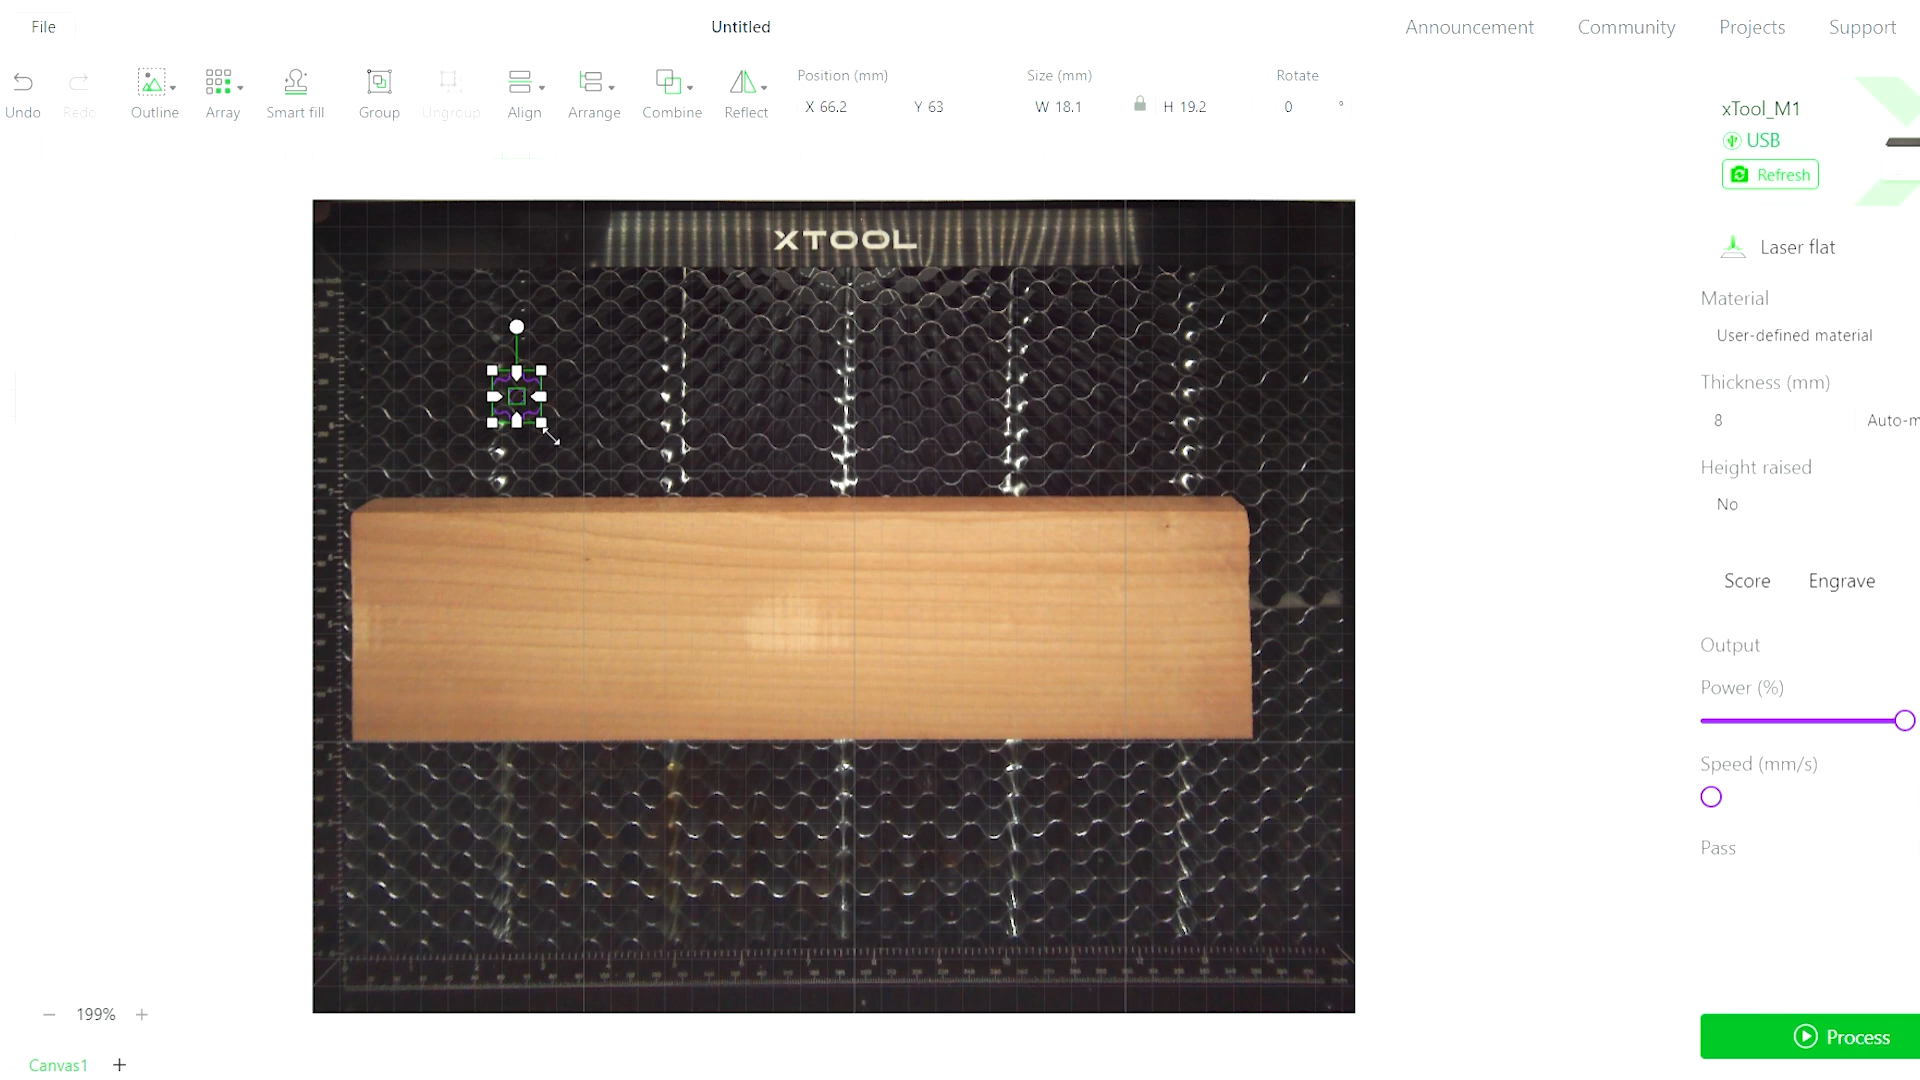 File
Untitled
Announcement Community Projects Support
Undo Redo Outline Array Smart fill Group Ungroup Align Arrange Combine Reflect
Position (mm) Size (mm) Rotate
X 66.2 Y 63 W 18.1 H 19.2 0 °
xTool_M1
USB
Refresh
XTOOL
Laser flat
Material
User-defined material
Thickness (mm)
8 Auto-m
Height raised
No
Score Engrave
Output
Power (%)
Speed (mm/s)
Pass
199%
Process
Canvas1